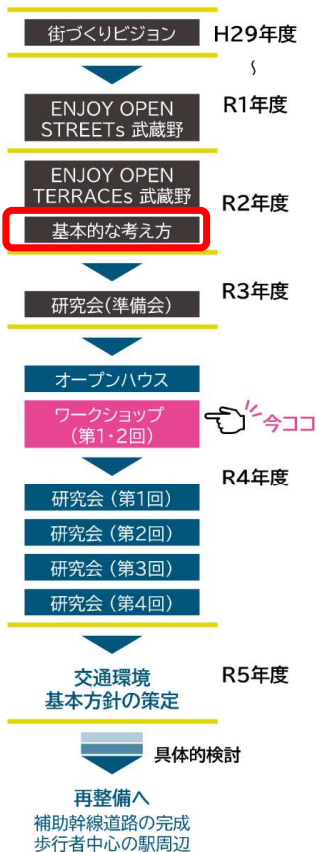 街づくりビジョン
H29年度
〜
ENJOY OPEN
STREETs 武蔵野
R1年度
ENJOY OPEN
TERRACEs 武蔵野
R2年度
基本的な考え方
研究会(準備会)
R3年度
オープンハウス
ワークショップ
(第1・2回)
今ココ
R4年度
研究会 (第1回)
研究会 (第2回)
研究会 (第3回)
研究会 (第4回)
交通環境
基本方針の策定
R5年度
具体的検討
再整備へ
補助幹線道路の完成
歩行者中心の駅周辺